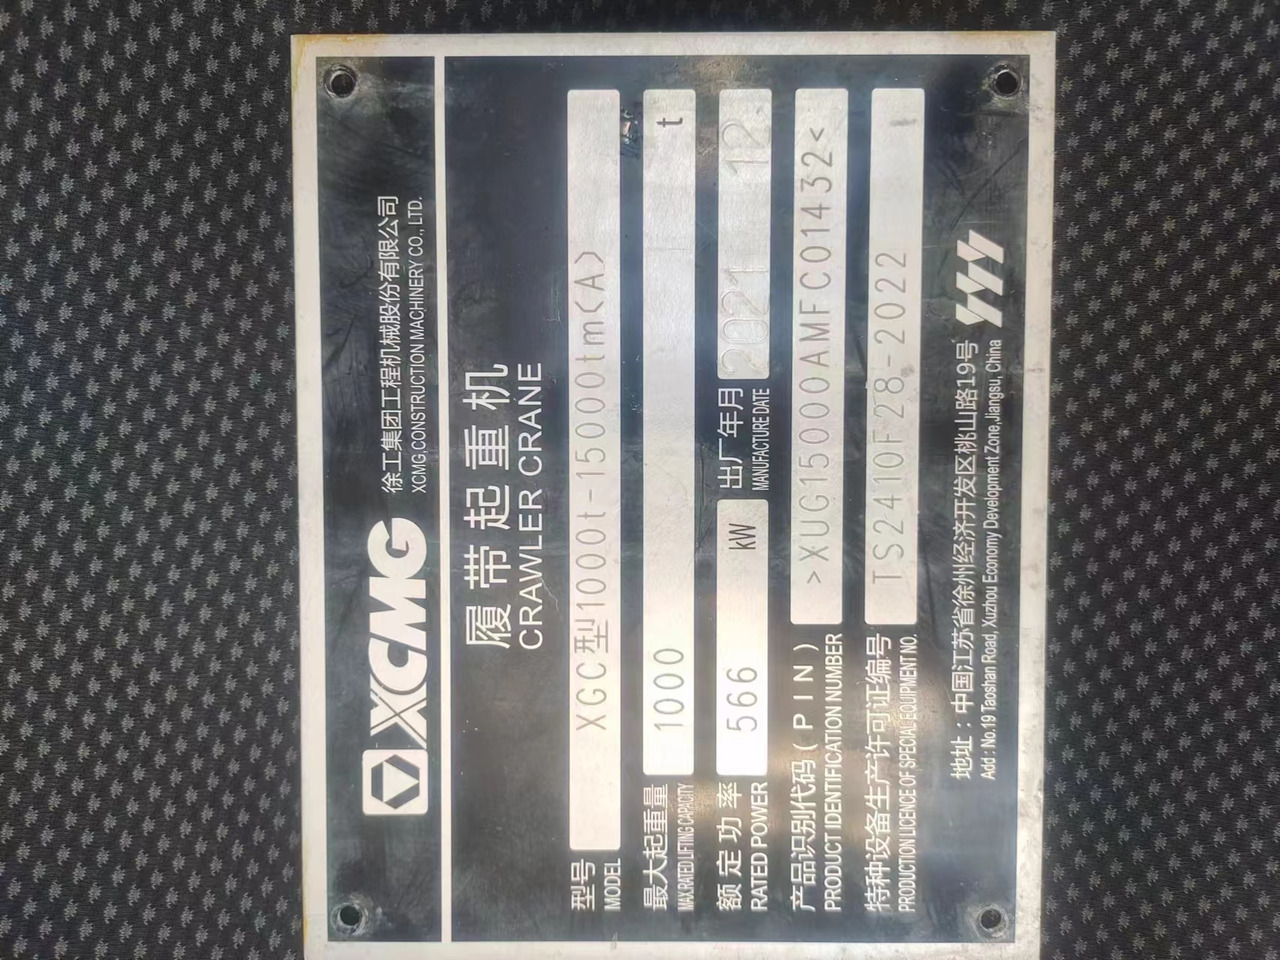 XCMG
徐工集团工程机械股份有限公司
XCMG CONSTRUCTION MACHINERY CO., LTD.
履带起重机
CRAWLER CRANE
型号 XGC型1000t-15000tm(A)
MODEL
最大起重量 1000 t
MAX.RATED LIFTING CAPACITY
额定功率 566 kW 出厂年月 2021 12
RATED POWER MANUFACTURE DATE
产品识别代码(PIN) >XUG15000AMFC01432<
PRODUCT IDENTIFICATION NUMBER
特种设备生产许可证编号 TS2410F28-2022
PRODUCTION LICENCE OF SPECIAL EQUIPMENT NO.
地址:中国江苏省徐州经济开发区桃山路19号
Add : No.19 Taoshan Road, Xuzhou Economy Development Zone,Jiangsu, China